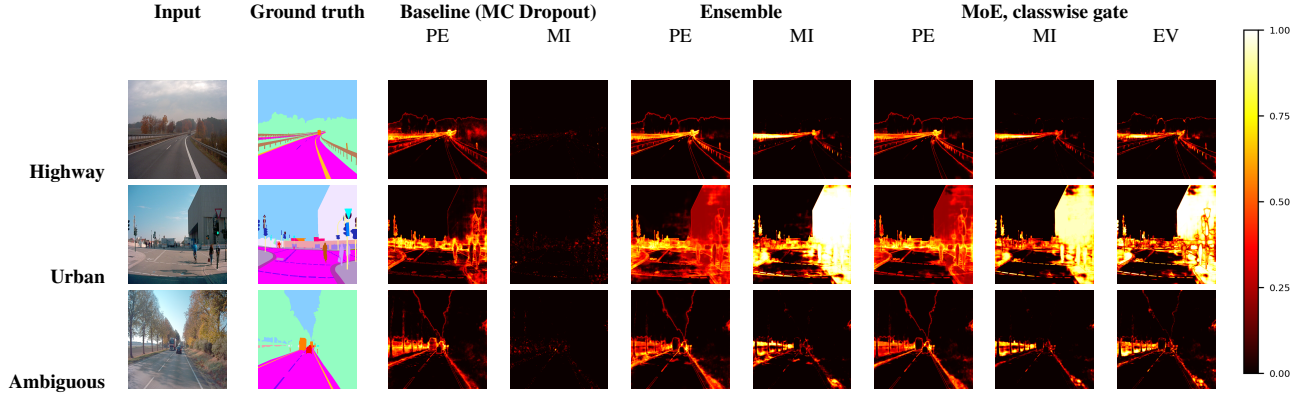 Input Ground truth Baseline (MC Dropout) Ensemble MoE, classwise gate
PE MI PE MI PE MI EV
Highway
Urban
Ambiguous
1.00
0.75
0.50
0.25
0.00